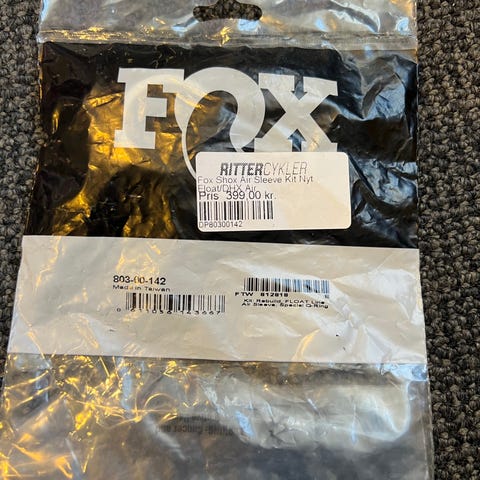 FOX
RITTERCYKLER
Fox Shox Air Sleeve Kit Nyt
Float/DHX Air
Pris 399,00 kr.
DP80300142
803-00-142
Made in Taiwan
FTW 612818
Kit: Rebuild, FLOAT Line
Air Sleeve, Special Q-Ring